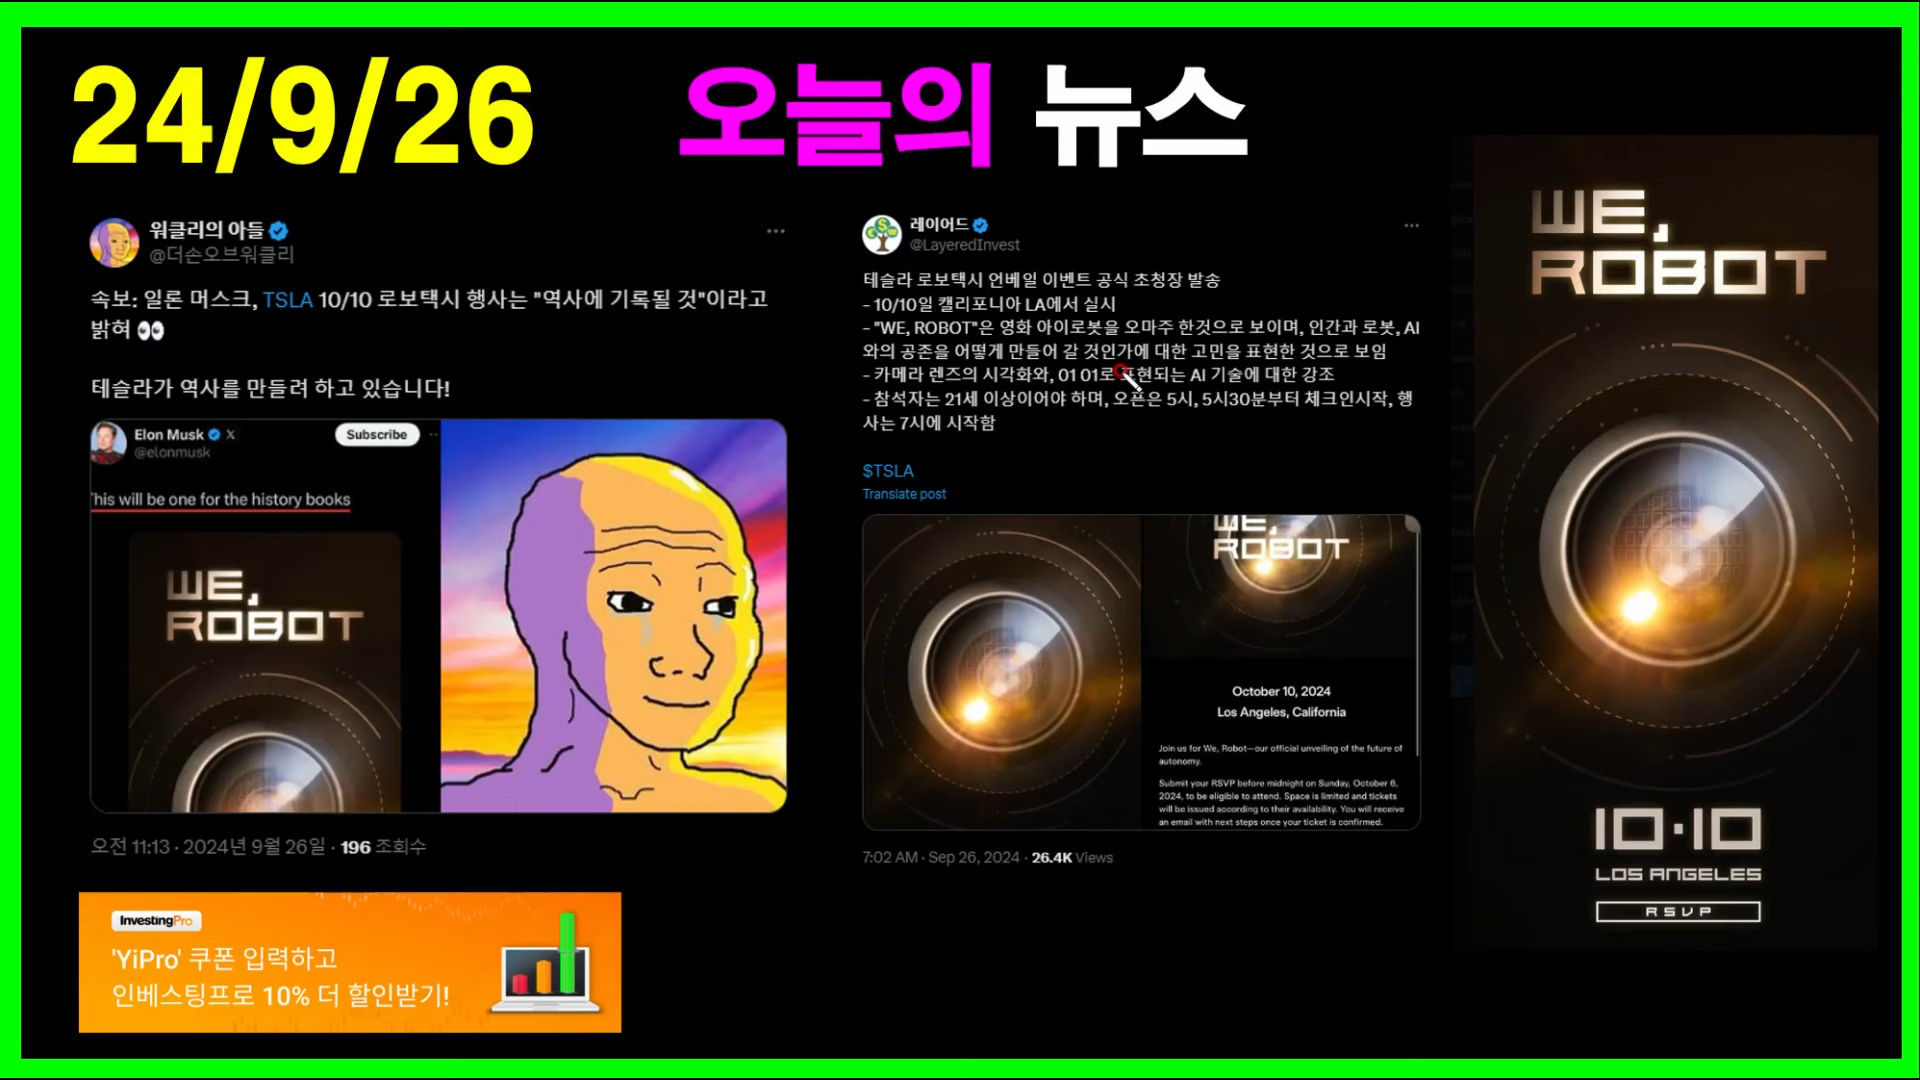 24/9/26 오늘의 뉴스
워클리의 아들
@더손오브워클리
속보: 일론 머스크, TSLA 10/10 로보택시 행사는 "역사에 기록될 것"이라고
밝혀 👀
테슬라가 역사를 만들려 하고 있습니다!
Elon Musk X
@elonmusk
Subscribe
This will be one for the history books
WE,
ROBOT
오전 11:13 · 2024년 9월 26일 · 196 조회수
InvestingPro
'YiPro' 쿠폰 입력하고
인베스팅프로 10% 더 할인받기!
레이어드
@LayeredInvest
테슬라 로보택시 언베일 이벤트 공식 초청장 발송
- 10/10일 캘리포니아 LA에서 실시
- "WE, ROBOT"은 영화 아이로봇을 오마주 한것으로 보이며, 인간과 로봇, AI
와의 공존을 어떻게 만들어 갈 것인가에 대한 고민을 표현한 것으로 보임
- 카메라 렌즈의 시각화와, 01 01로 표현되는 AI 기술에 대한 강조
- 참석자는 21세 이상이어야 하며, 오픈은 5시, 5시30분부터 체크인시작, 행
사는 7시에 시작함
$TSLA
Translate post
WE,
ROBOT
October 10, 2024
Los Angeles, California
Join us for We, Robot—our official unveiling of the future of
autonomy.
Submit your RSVP before midnight on Sunday, October 6,
2024, to be eligible to attend. Space is limited and tickets
will be issued according to their availability. You will receive
an email with next steps once your ticket is confirmed.
7:02 AM · Sep 26, 2024 · 26.4K Views
WE,
ROBOT
10·10
LOS ANGELES
RSVP